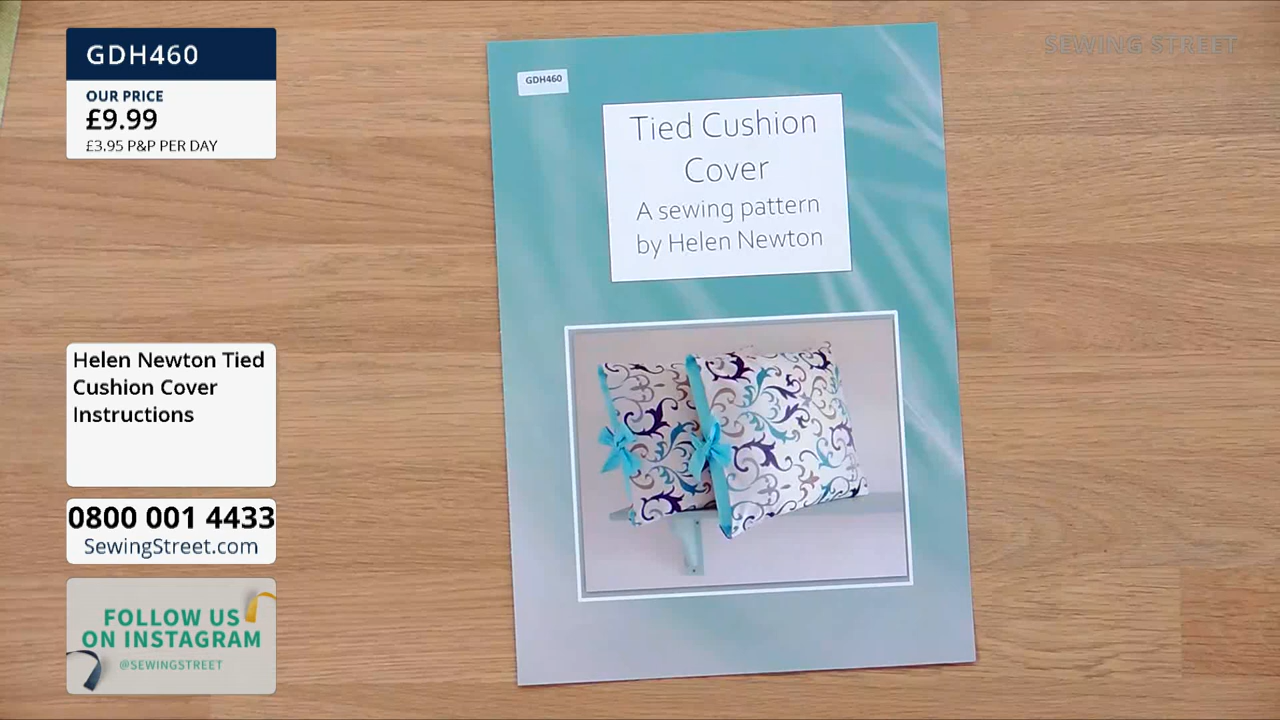 GDH460
OUR PRICE
£9.99
£3.95 P&P PER DAY
Helen Newton Tied
Cushion Cover
Instructions
0800 001 4433
SewingStreet.com
FOLLOW US
ON INSTAGRAM
@SEWINGSTREET
SEWING STREET
GDH460
Tied Cushion
Cover
A sewing pattern
by Helen Newton